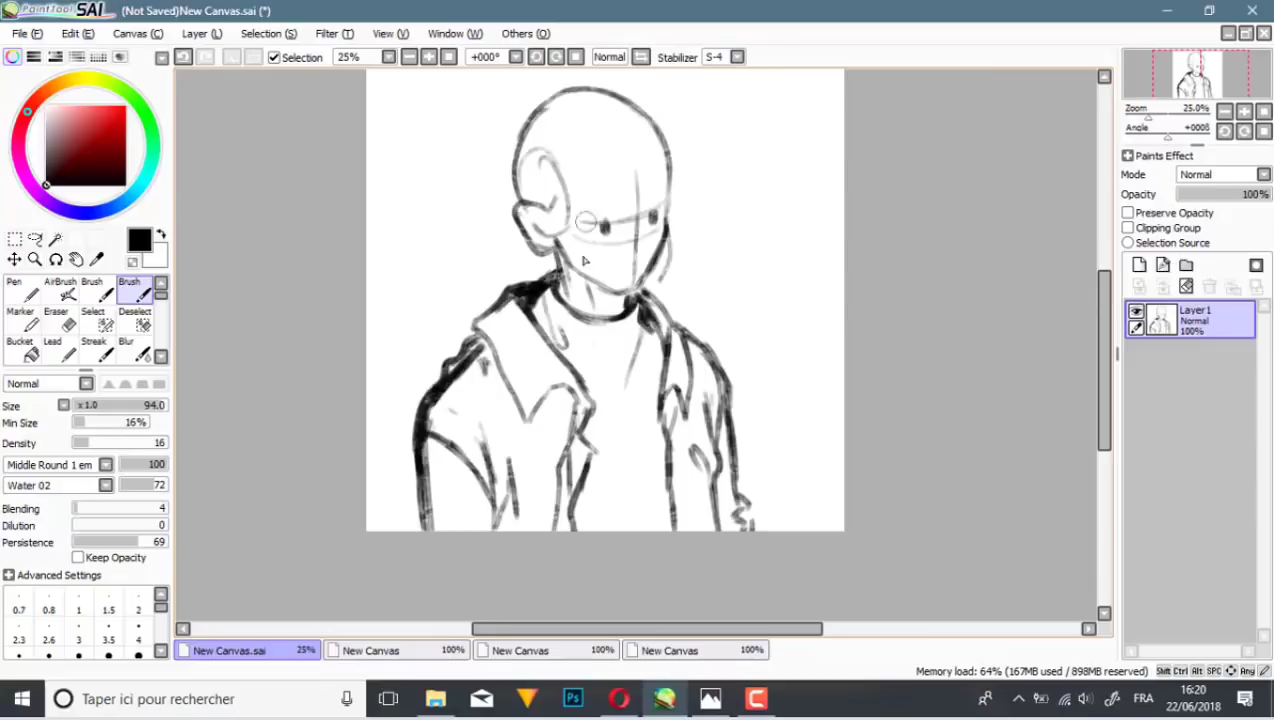 PaintTool SAI (Not Saved)New Canvas.sai (*)
File (F) Edit (E) Canvas (C) Layer (L) Selection (S) Filter (T) View (V) Window (W) Others (O)
Selection 25% +000° Normal Stabilizer S-4
Zoom 25.0%
Angle +000§
Paints Effect
Mode Normal
Opacity 100%
Preserve Opacity
Clipping Group
Selection Source
Layer1
Normal
100%
Pen AirBrush Brush Brush
Marker Eraser Select Deselect
Bucket Lead Streak Blur
Normal
Size x 1.0 94.0
Min Size 16%
Density 16
Middle Round 1 em 100
Water 02 72
Blending 4
Dilution 0
Persistence 69
Keep Opacity
Advanced Settings
0.7 0.8 1 1.5 2
2.3 2.6 3 3.5 4
New Canvas.sai 25% New Canvas 100% New Canvas 100% New Canvas 100%
Memory load: 64% (167MB used / 898MB reserved) Shift Ctrl Alt SPC Any
Taper ici pour rechercher
Ps
FRA
16:20
22/06/2018